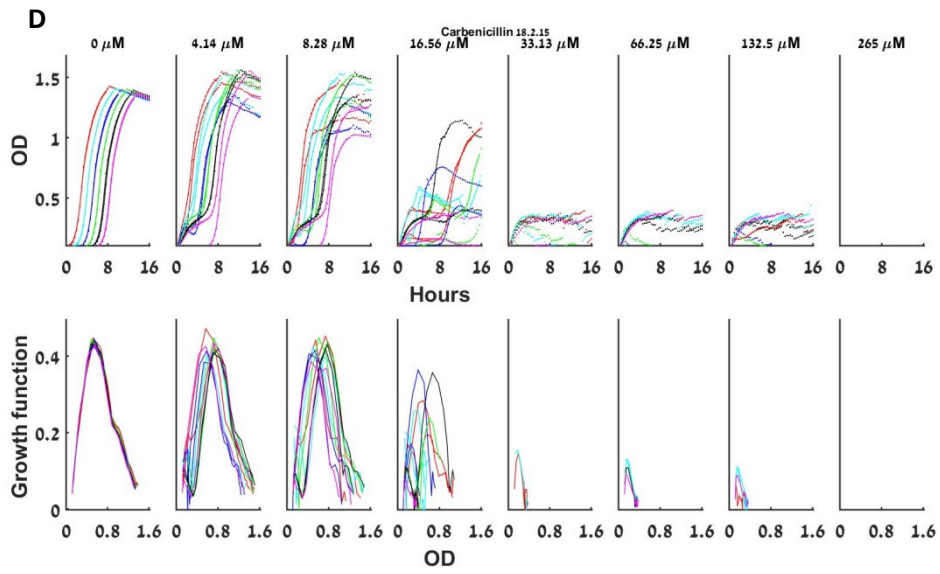 D
Carbenicillin 18.2.15
0 μM 4.14 μM 8.28 μM 16.56 μM 33.13 μM 66.25 μM 132.5 μM 265 μM
OD
1.5
1
0.5
0 8 16 0 8 16 0 8 16 0 8 16 0 8 16 0 8 16 0 8 16 0 8 16
Hours
Growth function
0.4
0.2
0
0 0.8 1.6 0 0.8 1.6 0 0.8 1.6 0 0.8 1.6 0 0.8 1.6 0 0.8 1.6 0 0.8 1.6 0 0.8 1.6
OD